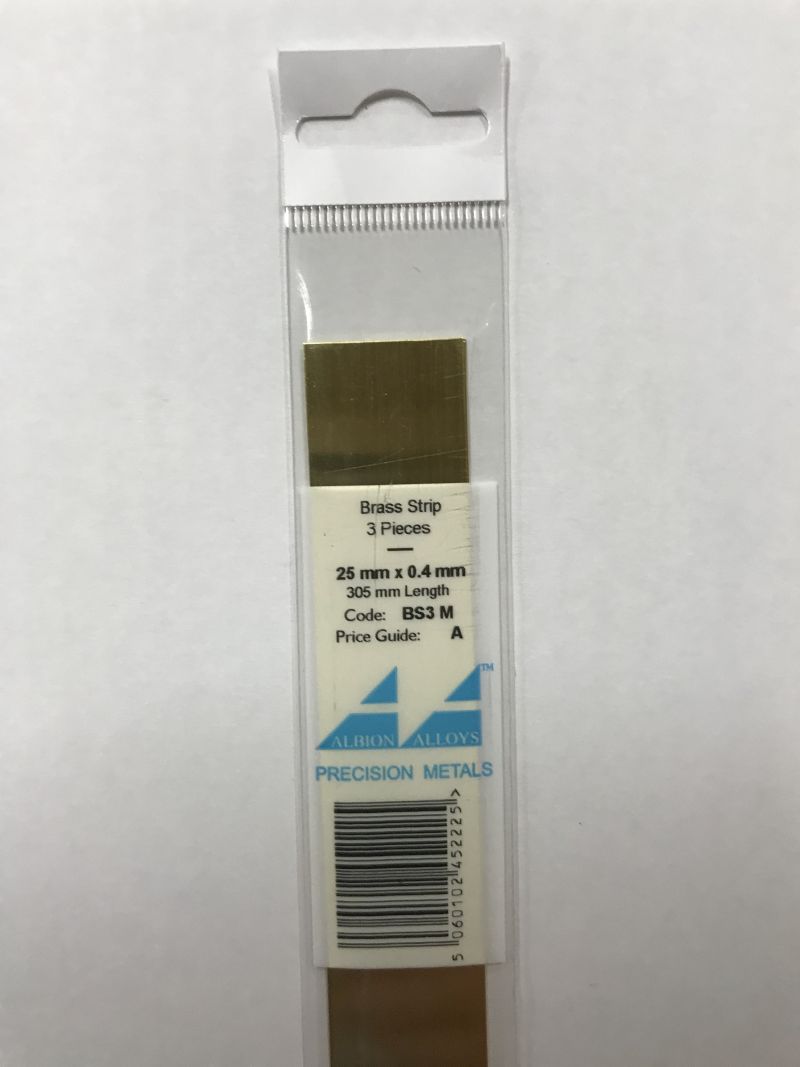 Brass Strip
3 Pieces
25 mm x 0.4 mm
305 mm Length
Code: BS3 M
Price Guide: A
TM
ALBION ALLOYS
PRECISION METALS
5 060102 452225 >